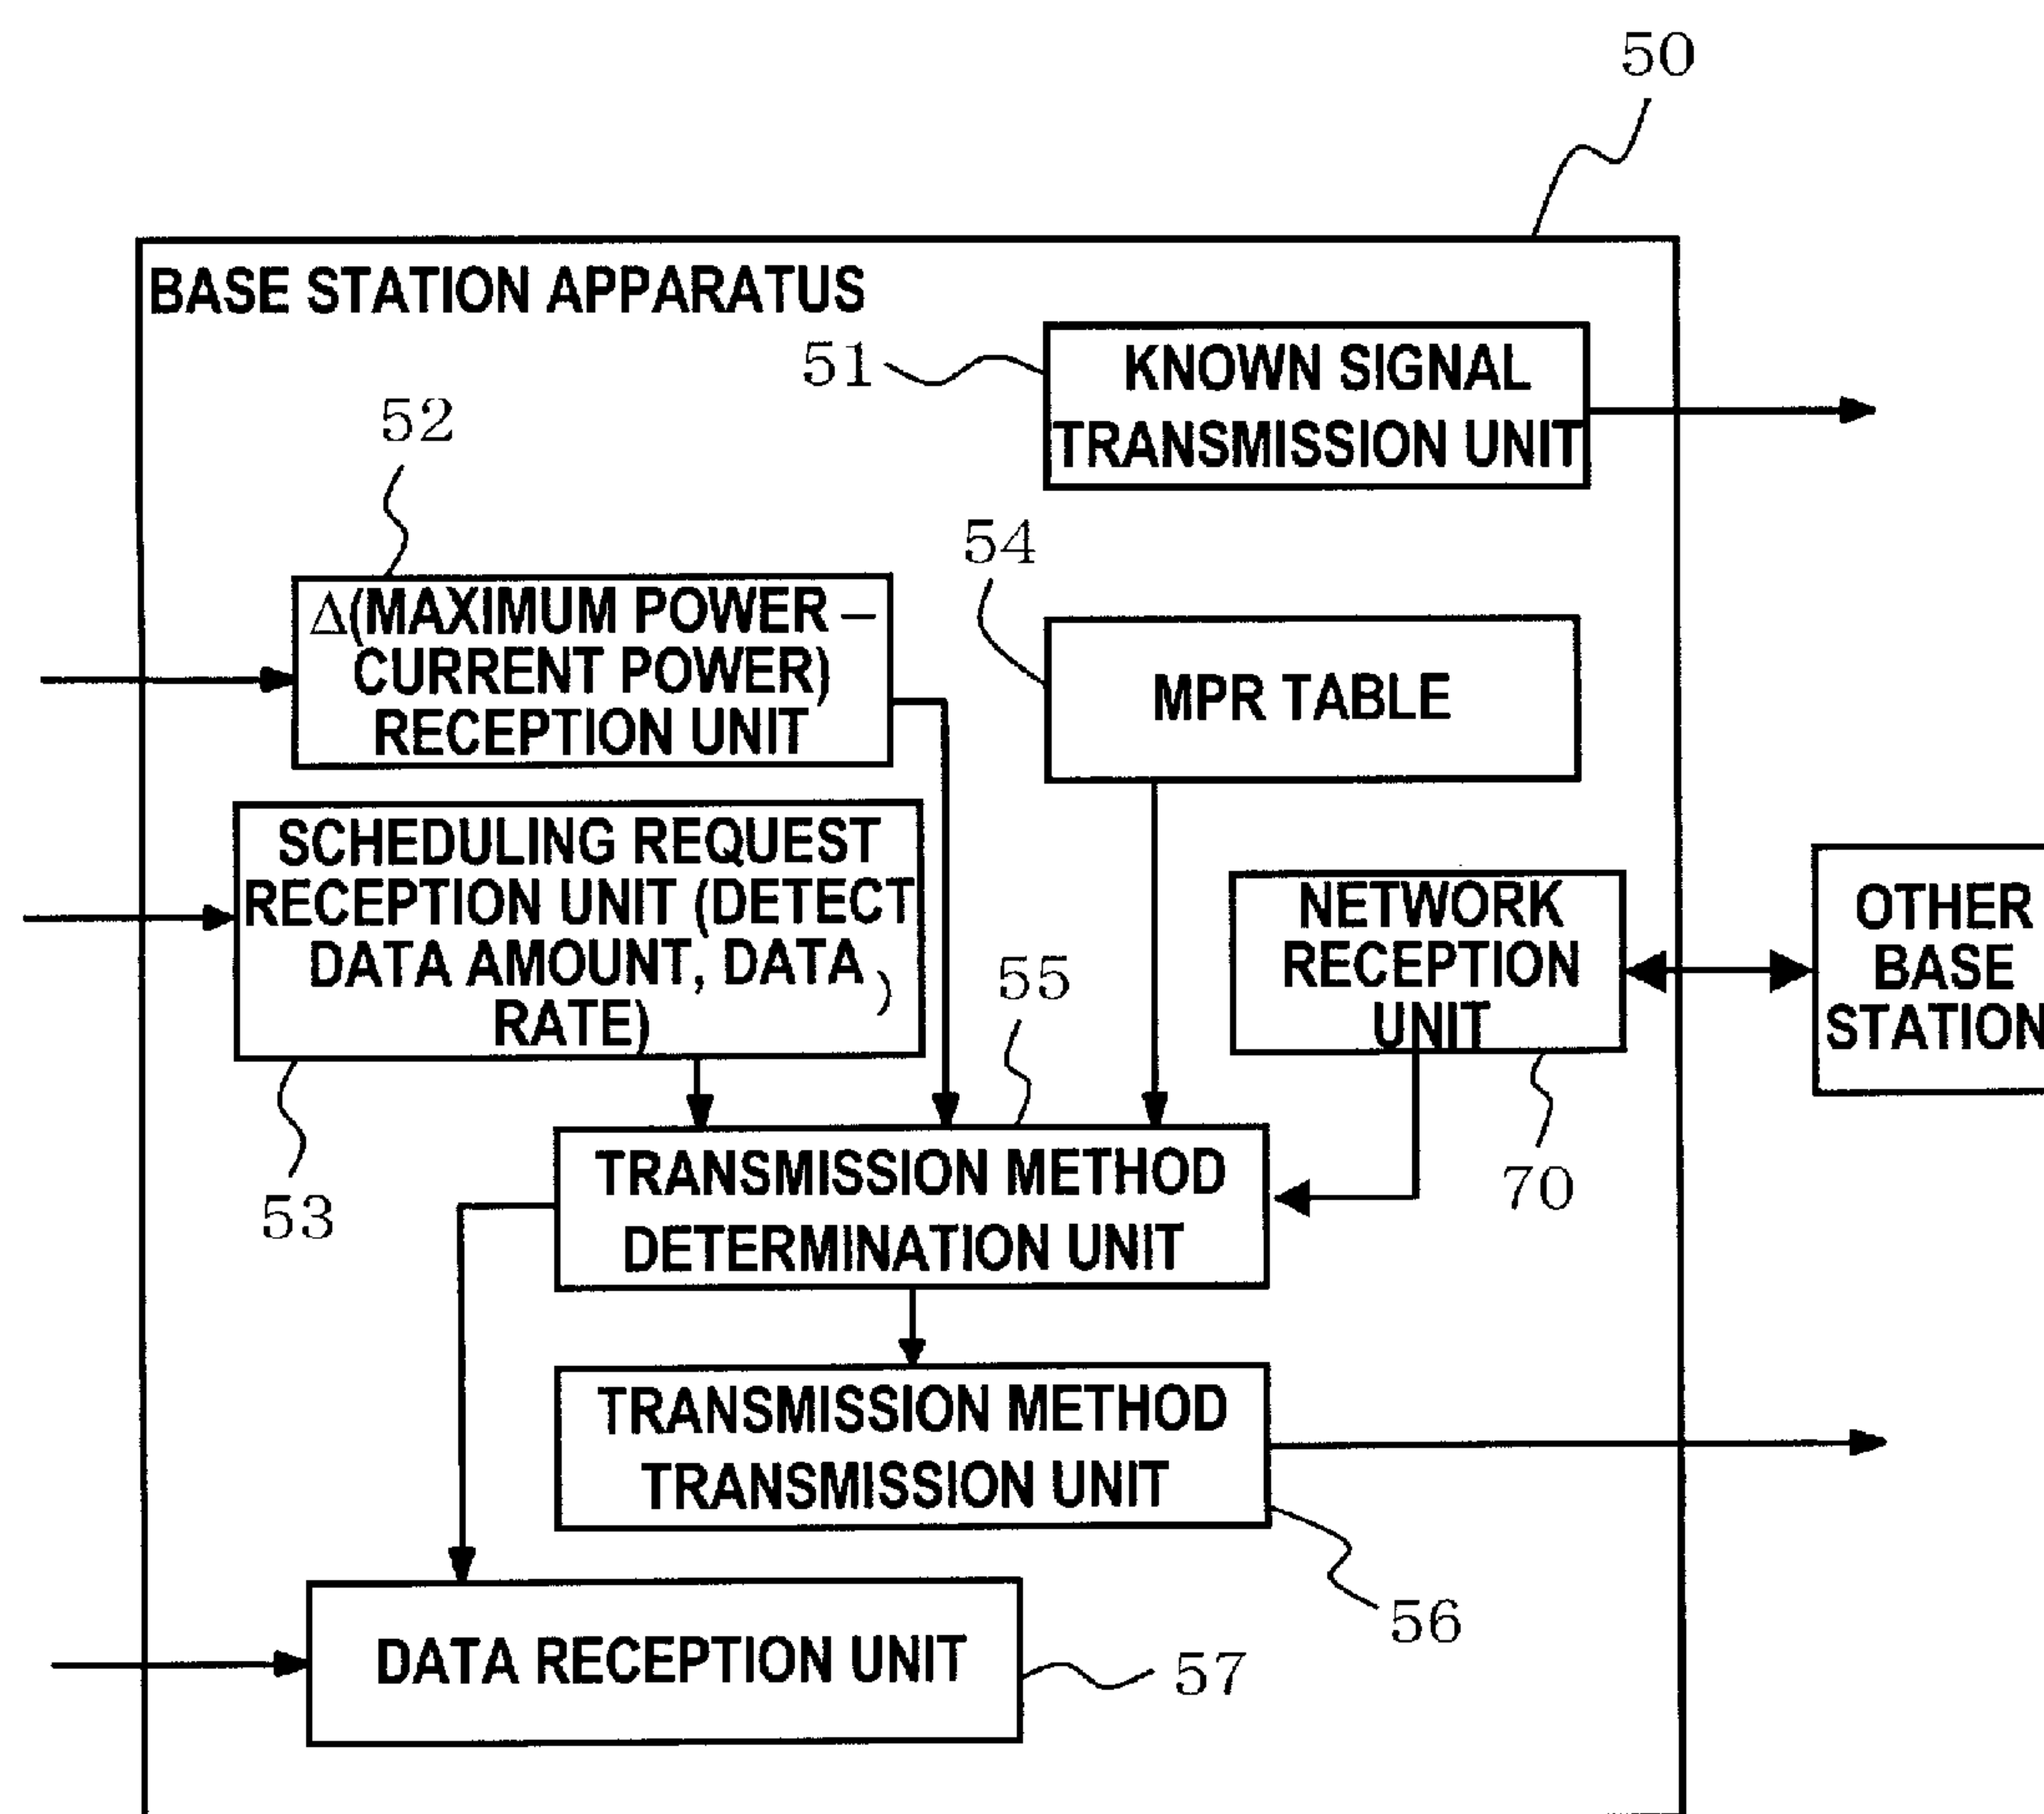 50
BASE STATION APPARATUS
51
KNOWN SIGNAL
TRANSMISSION UNIT
52
Δ(MAXIMUM POWER –
CURRENT POWER)
RECEPTION UNIT
54
MPR TABLE
SCHEDULING REQUEST
RECEPTION UNIT (DETECT
DATA AMOUNT, DATA )
RATE)
53
NETWORK
RECEPTION
UNIT
70
OTHER
BASE
STATION
55
TRANSMISSION METHOD
DETERMINATION UNIT
TRANSMISSION METHOD
TRANSMISSION UNIT
56
DATA RECEPTION UNIT
57